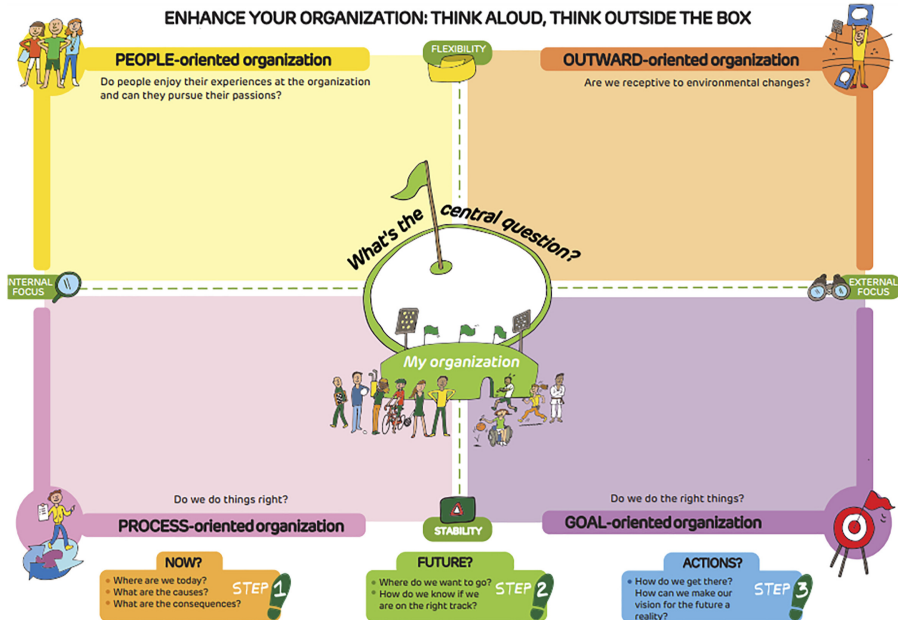 ENHANCE YOUR ORGANIZATION: THINK ALOUD, THINK OUTSIDE THE BOX
PEOPLE-oriented organization
Do people enjoy their experiences at the organization
and can they pursue their passions?
FLEXIBILITY
OUTWARD-oriented organization
Are we receptive to environmental changes?
What's the central question?
INTERNAL
FOCUS
EXTERNAL
FOCUS
My organization
Do we do things right?
PROCESS-oriented organization
STABILITY
Do we do the right things?
GOAL-oriented organization
NOW?
• Where are we today?
• What are the causes?
• What are the consequences?
STEP 1
FUTURE?
• Where do we want to go?
• How do we know if we
are on the right track?
STEP 2
ACTIONS?
• How do we get there?
How can we make our
vision for the future a
reality?
STEP 3